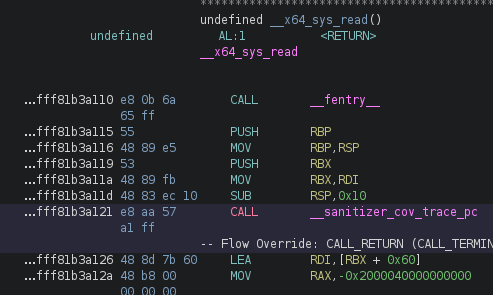 ****************************************
undefined __x64_sys_read()
undefined AL:1 <RETURN>
__x64_sys_read
...fff81b3a110 e8 0b 6a CALL __fentry__
65 ff
...fff81b3a115 55 PUSH RBP
...fff81b3a116 48 89 e5 MOV RBP,RSP
...fff81b3a119 53 PUSH RBX
...fff81b3a11a 48 89 fb MOV RBX,RDI
...fff81b3a11d 48 83 ec 10 SUB RSP,0x10
...fff81b3a121 e8 aa 57 CALL __sanitizer_cov_trace_pc
a1 ff
-- Flow Override: CALL_RETURN (CALL_TERMIN
...fff81b3a126 48 8d 7b 60 LEA RDI,[RBX + 0x60]
...fff81b3a12a 48 b8 00 MOV RAX,-0x2000040000000000
00 00 00